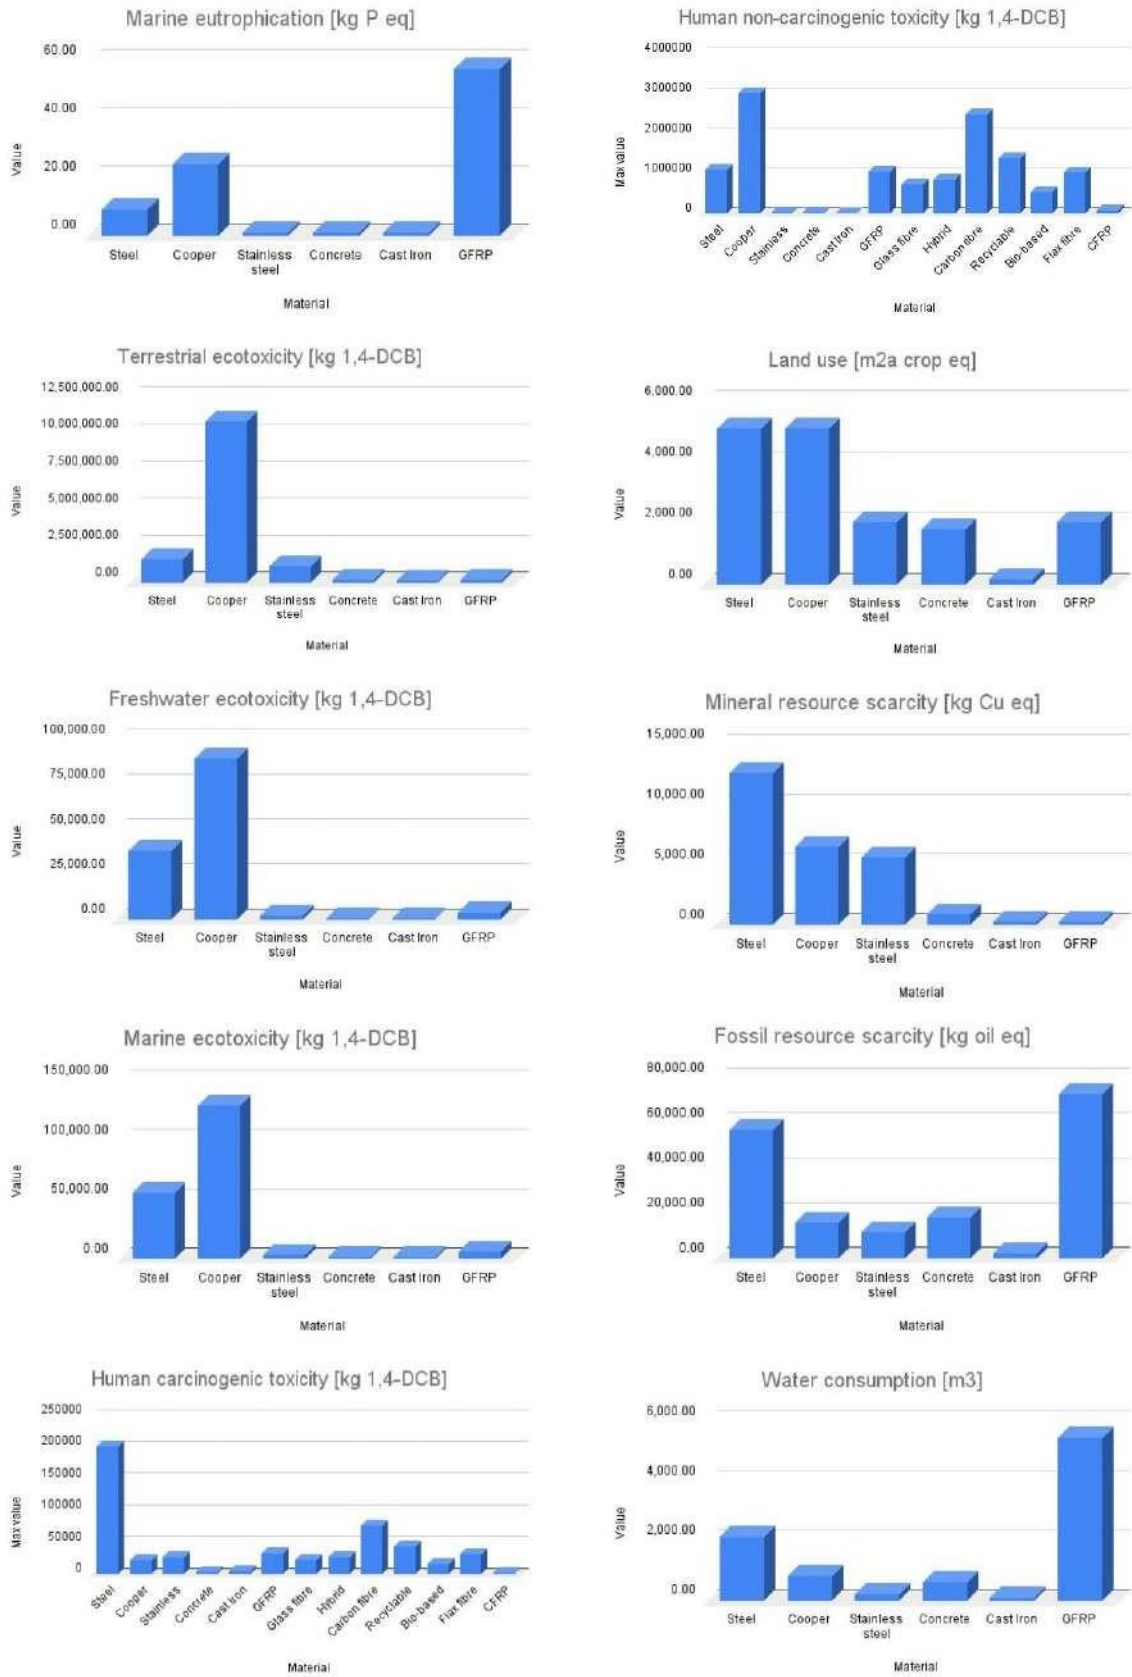 Marine eutrophication [kg P eq]
60.00
40.00
20.00
0.00
Value
Steel Cooper Stainless steel Concrete Cast Iron GFRP
Material
Human non-carcinogenic toxicity [kg 1,4-DCB]
4000000
3000000
2000000
1000000
0
Max value
Steel Cooper Stainless Concrete Cast Iron GFRP Glass fibre Hybrid Carbon fibre Recyclable Bio-based Flax fibre CFRP
Material
Terrestrial ecotoxicity [kg 1,4-DCB]
12,500,000.00
10,000,000.00
7,500,000.00
5,000,000.00
2,500,000.00
0.00
Value
Steel Cooper Stainless steel Concrete Cast Iron GFRP
Material
Land use [m2a crop eq]
6,000.00
4,000.00
2,000.00
0.00
Value
Steel Cooper Stainless steel Concrete Cast Iron GFRP
Material
Freshwater ecotoxicity [kg 1,4-DCB]
100,000.00
75,000.00
50,000.00
25,000.00
0.00
Value
Steel Cooper Stainless steel Concrete Cast Iron GFRP
Material
Mineral resource scarcity [kg Cu eq]
15,000.00
10,000.00
5,000.00
0.00
Value
Steel Cooper Stainless steel Concrete Cast Iron GFRP
Material
Marine ecotoxicity [kg 1,4-DCB]
150,000.00
100,000.00
50,000.00
0.00
Value
Steel Cooper Stainless steel Concrete Cast Iron GFRP
Material
Fossil resource scarcity [kg oil eq]
80,000.00
60,000.00
40,000.00
20,000.00
0.00
Value
Steel Cooper Stainless steel Concrete Cast Iron GFRP
Material
Human carcinogenic toxicity [kg 1,4-DCB]
250000
200000
150000
100000
50000
0
Max value
Steel Cooper Stainless Concrete Cast Iron GFRP Glass fibre Hybrid Carbon fibre Recyclable Bio-based Flax fibre CFRP
Material
Water consumption [m3]
6,000.00
4,000.00
2,000.00
0.00
Value
Steel Cooper Stainless steel Concrete Cast Iron GFRP
Material